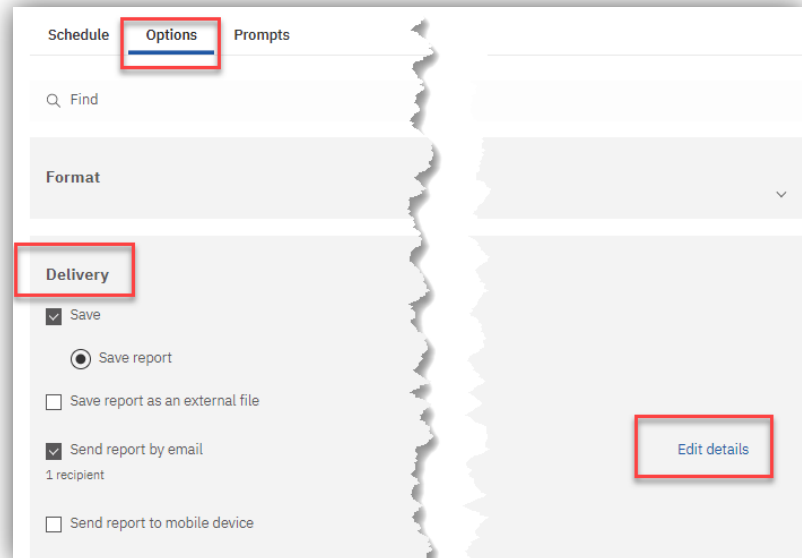 Schedule Options Prompts
Find
Format
Delivery
Save
Save report
Save report as an external file
Send report by email Edit details
1 recipient
Send report to mobile device